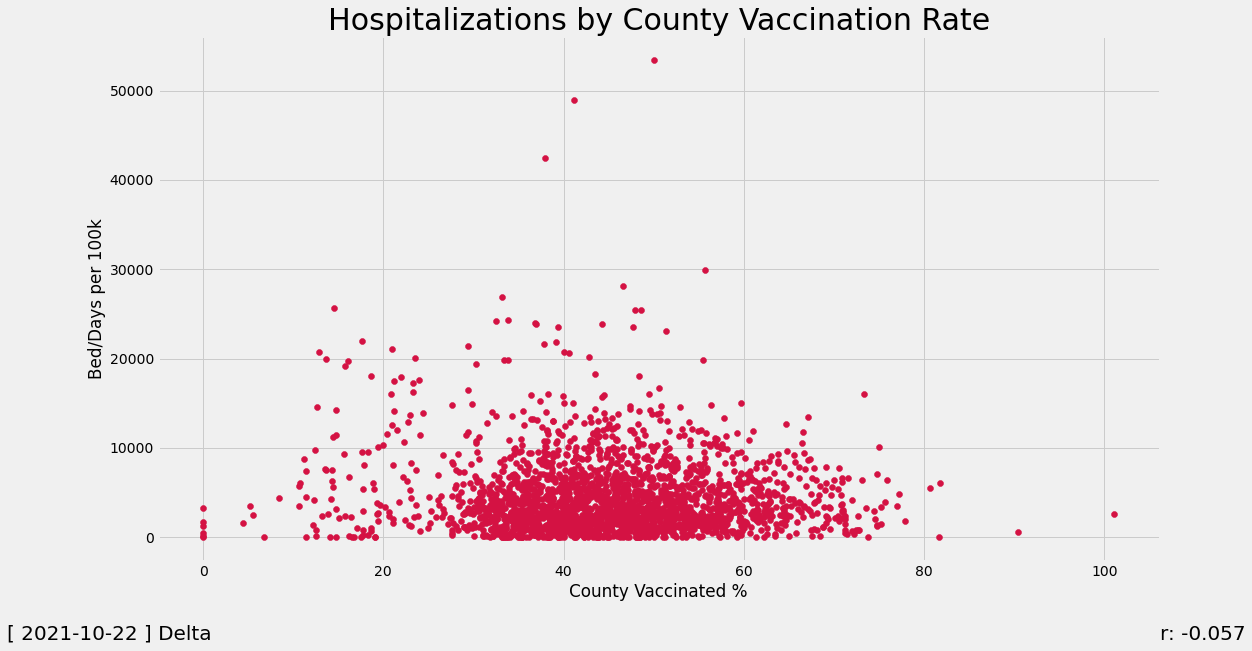 Hospitalizations by County Vaccination Rate
50000
40000
30000
20000
10000
0
Bed/Days per 100k
0 20 40 60 80 100
County Vaccinated %
[ 2021-10-22 ] Delta r: -0.057